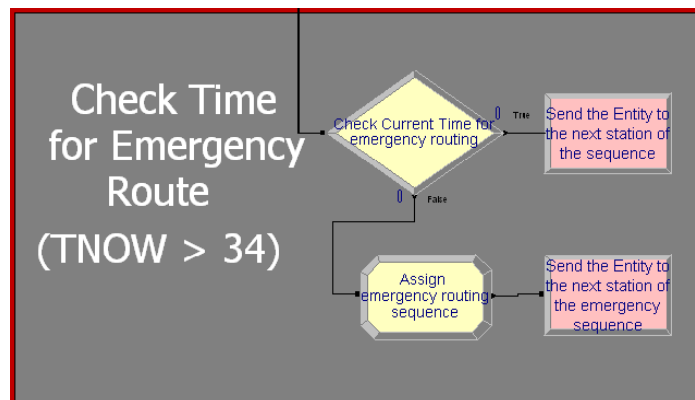 Check Time
for Emergency
Route
(TNOW > 34)
Check Current Time for
emergency routing
0
True
0
False
Send the Entity to
the next station
of the sequence
Assign
emergency routing
sequence
Send the Entity to
the next station of
the emergency
sequence